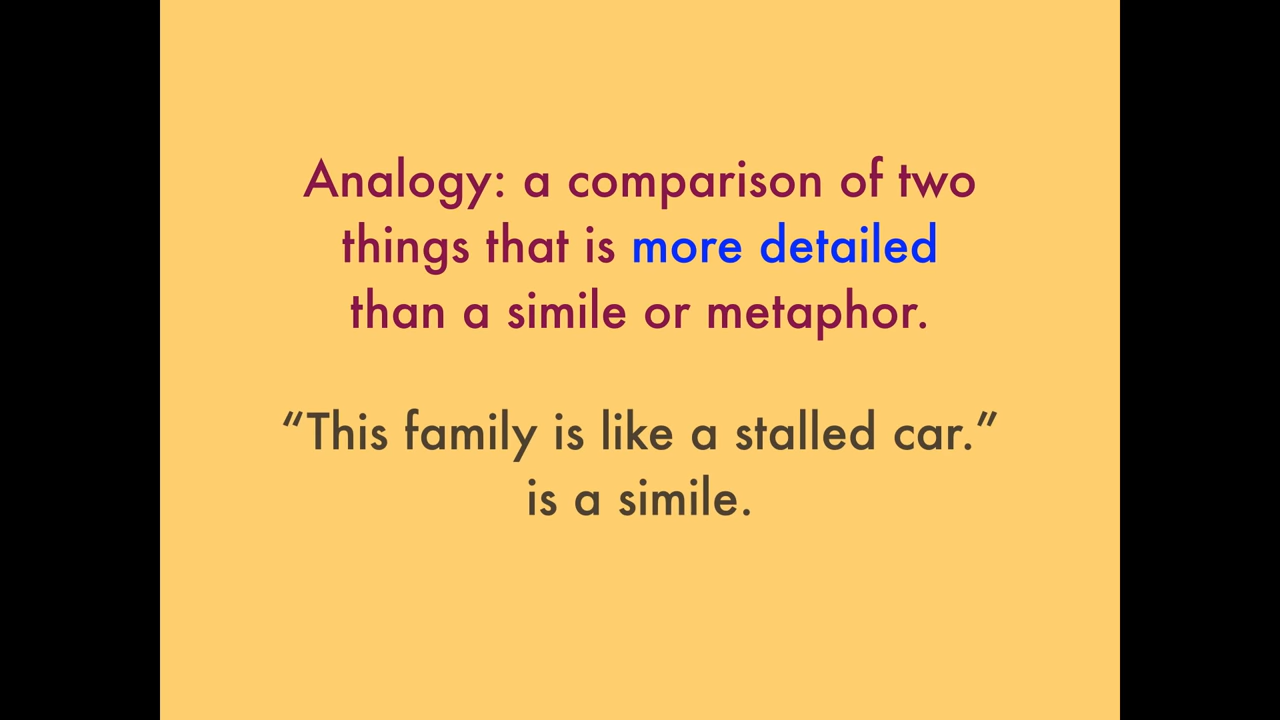 Analogy: a comparison of two
things that is more detailed
than a simile or metaphor.
“This family is like a stalled car.”
is a simile.